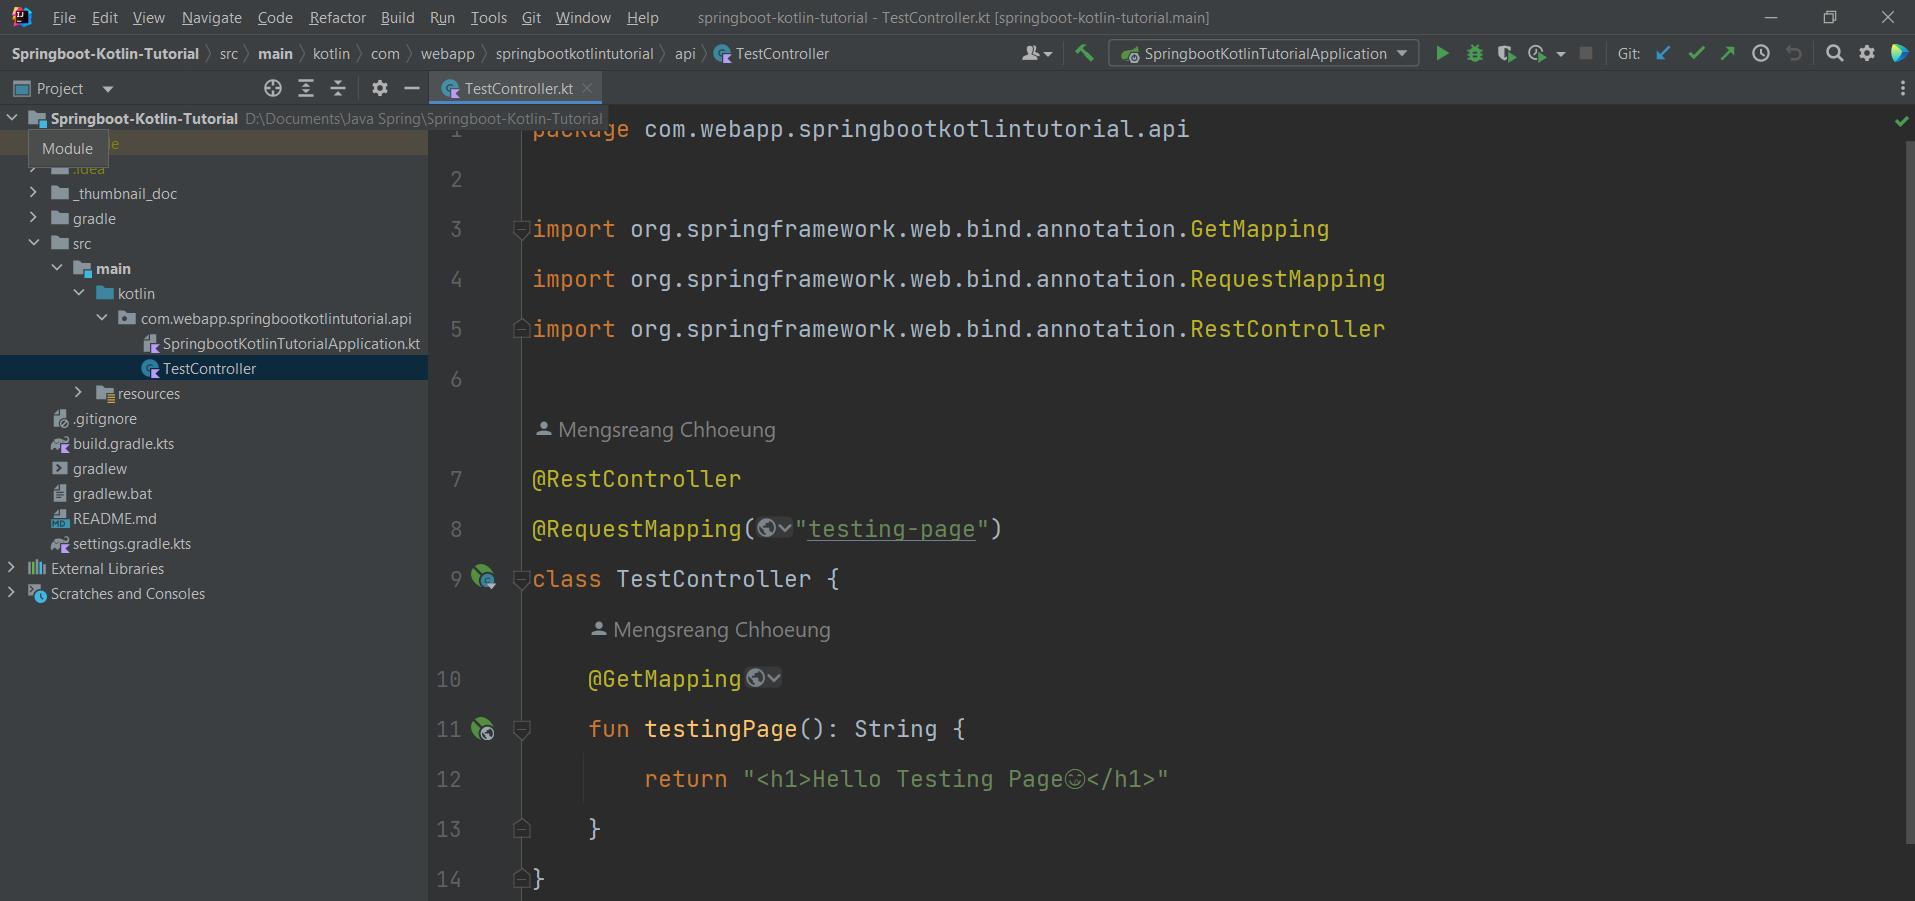 File Edit View Navigate Code Refactor Build Run Tools Git Window Help springboot-kotlin-tutorial - TestController.kt [springboot-kotlin-tutorial.main]
Springboot-Kotlin-Tutorial src main kotlin com webapp springbootkotlintutorial api TestController SpringbootKotlinTutorialApplication Git:
Project
Springboot-Kotlin-Tutorial D:\Documents\Java Spring\Springboot-Kotlin-Tutorial
Module
.idea
_thumbnail_doc
gradle
src
main
kotlin
com.webapp.springbootkotlintutorial.api
SpringbootKotlinTutorialApplication.kt
TestController
resources
.gitignore
build.gradle.kts
gradlew
gradlew.bat
README.md
settings.gradle.kts
External Libraries
Scratches and Consoles
TestController.kt
1 package com.webapp.springbootkotlintutorial.api
2
3 import org.springframework.web.bind.annotation.GetMapping
4 import org.springframework.web.bind.annotation.RequestMapping
5 import org.springframework.web.bind.annotation.RestController
6
Mengsreang Chhoeung
7 @RestController
8 @RequestMapping("testing-page")
9 class TestController {
Mengsreang Chhoeung
10 @GetMapping
11 fun testingPage(): String {
12 return "<h1>Hello Testing Page😋</h1>"
13 }
14 }